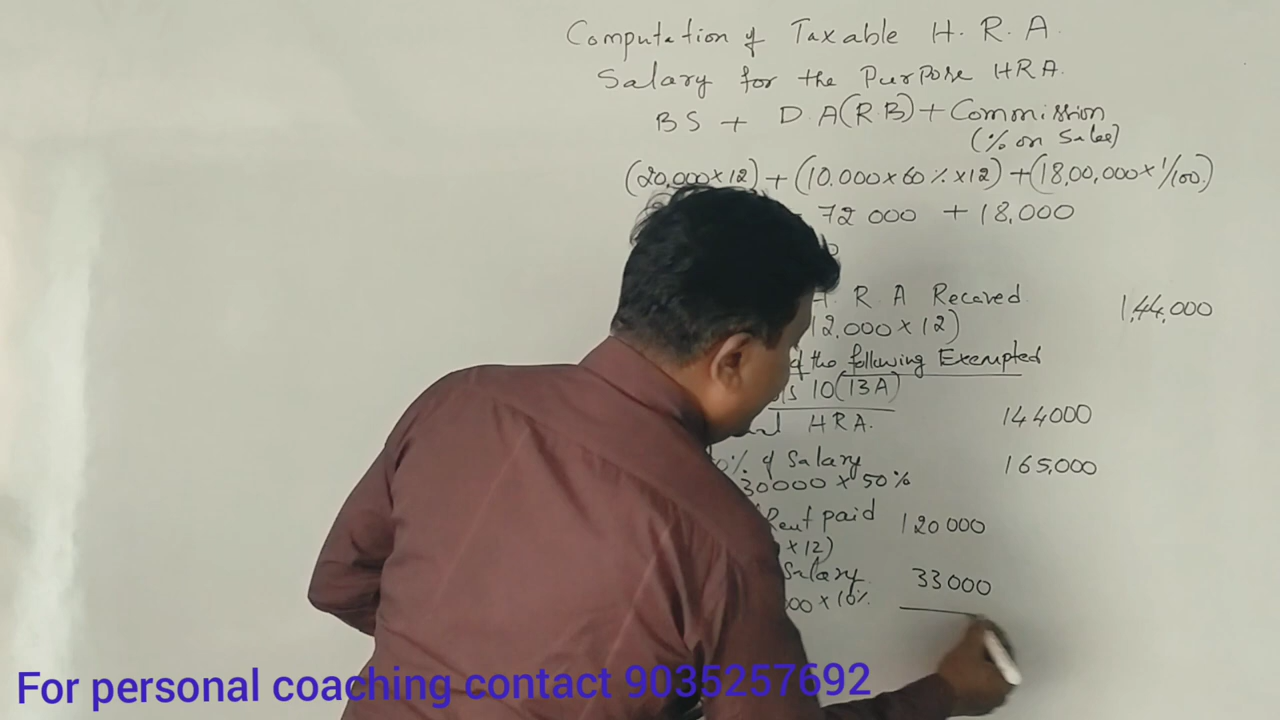 Computation of Taxable H. R. A.
Salary for the Purpose HRA.
BS + D.A(R.B) + Commission
(% on Sales)
(20,000×12) + (10.000×60%×12) + (18,00,000×1/100.)
72 000 + 18,000
R. A Receved 1,44,000
12,000×12)
of the following Exempted
10(13A)
HRA. 144000
% of Salary 165,000
30000 × 50%
Rent paid 120 000
×12)
Salary 33000
000 × 10%.
For personal coaching contact 9035257692